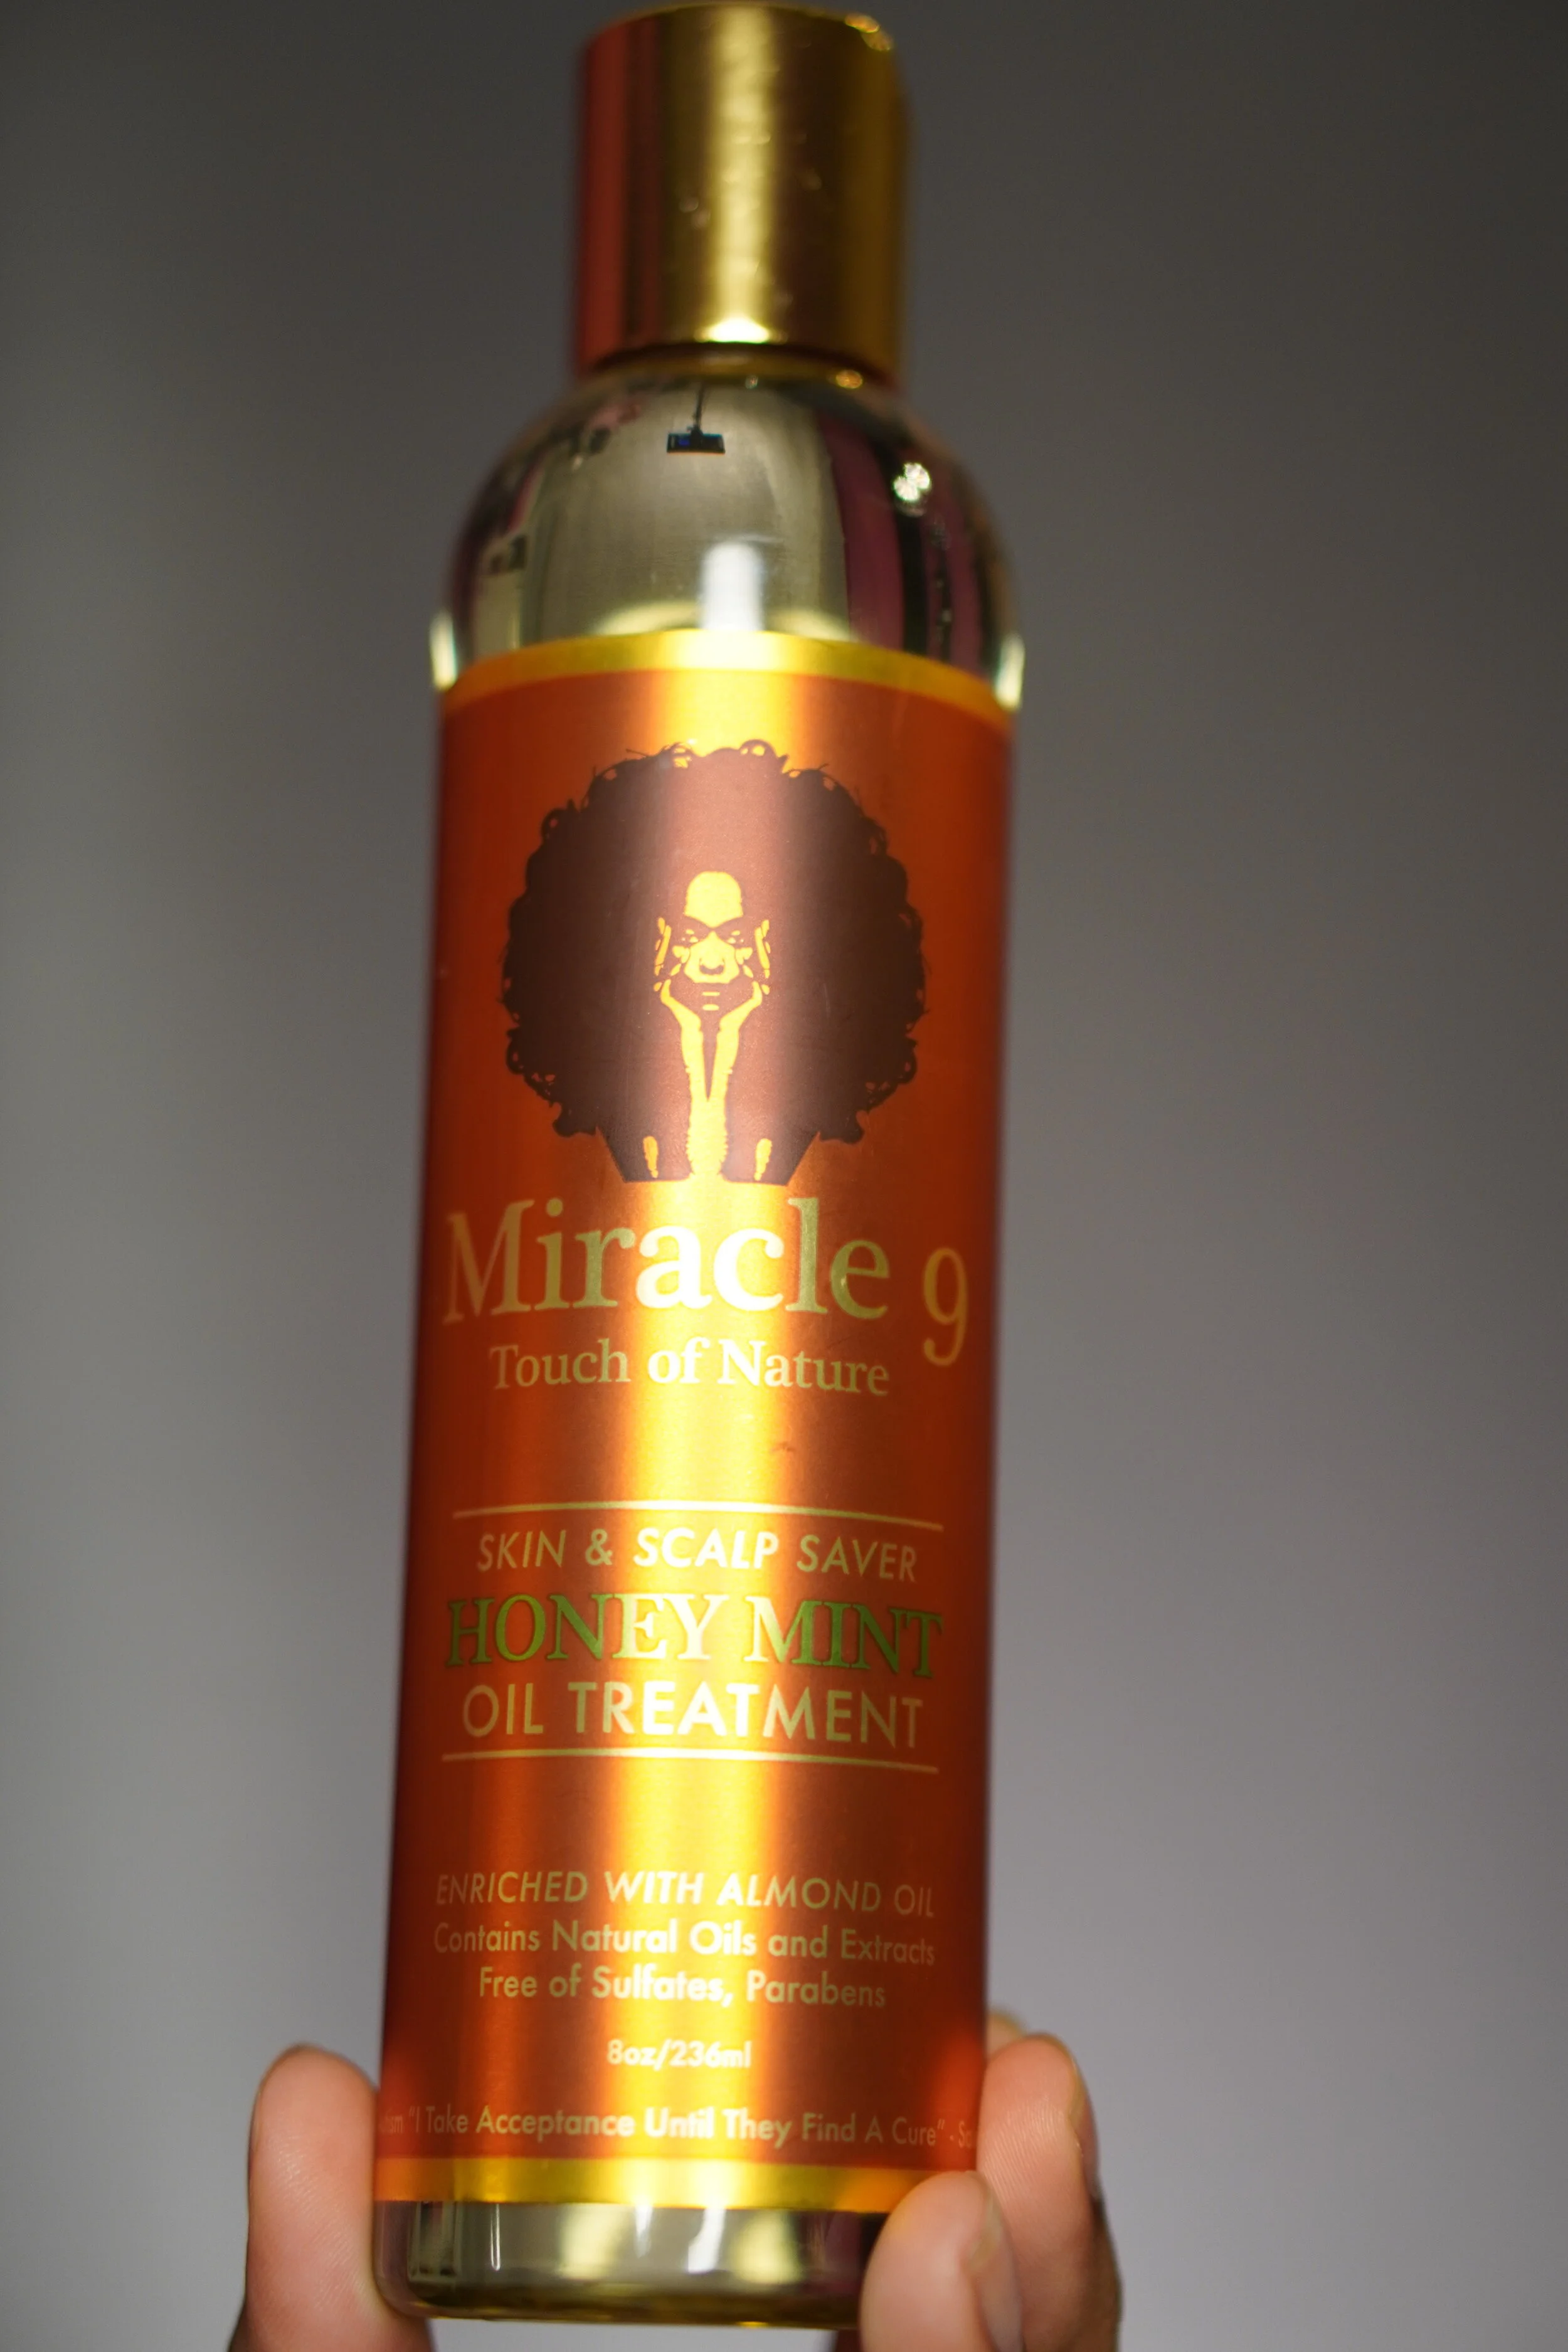 Miracle 9
Touch of Nature
SKIN & SCALP SAVER
HONEY MINT
OIL TREATMENT
ENRICHED WITH ALMOND OIL
Contains Natural Oils and Extracts
Free of Sulfates, Parabens
8oz/236ml
"I Take Acceptance Until They Find A Cure" -